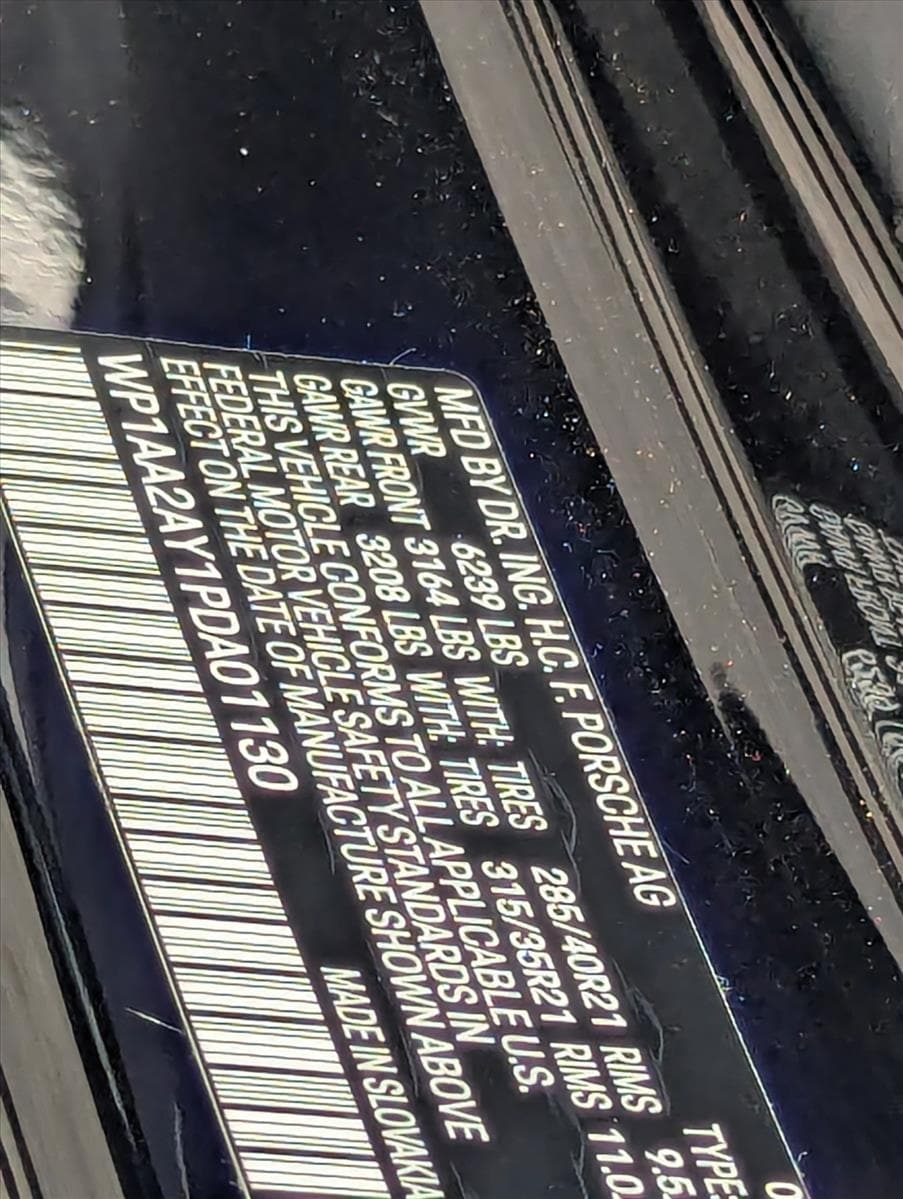 MFD BY DR. ING. H.C. F. PORSCHE AG
GVWR 6239 LBS
GAWR FRONT 3164 LBS WITH: TIRES 285/40R21 RIMS 9.5
GAWR REAR 3208 LBS WITH: TIRES 315/35R21 RIMS 11.0
THIS VEHICLE CONFORMS TO ALL APPLICABLE U.S.
FEDERAL MOTOR VEHICLE SAFETY STANDARDS IN
EFFECT ON THE DATE OF MANUFACTURE SHOWN ABOVE
WP1AA2AY1PDA01130 MADE IN SLOVAKIA
TYPE: